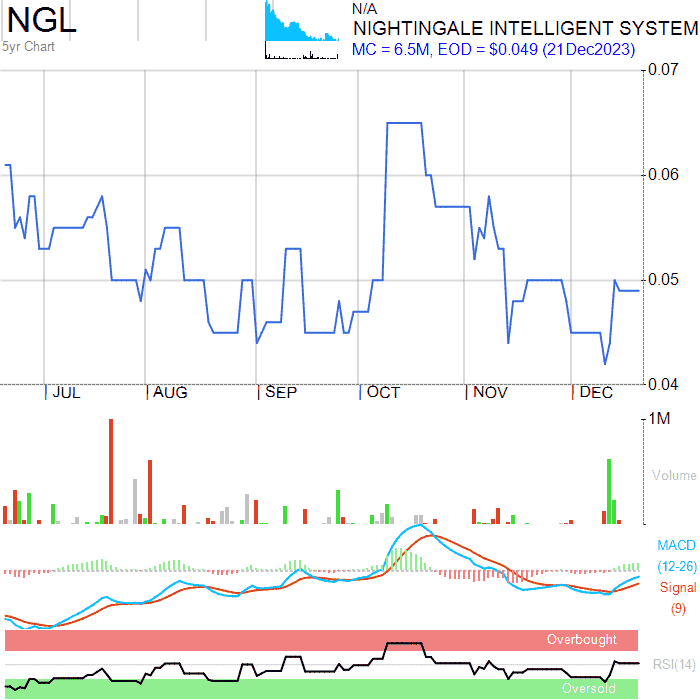 NGL
5yr Chart
N/A
NIGHTINGALE INTELLIGENT SYSTEM
MC = 6.5M, EOD = $0.049 (21Dec2023)
0.07
0.06
0.05
0.04
JUL AUG SEP OCT NOV DEC
1M
Volume
MACD
(12-26)
Signal
(9)
Overbought
RSI(14)
Oversold